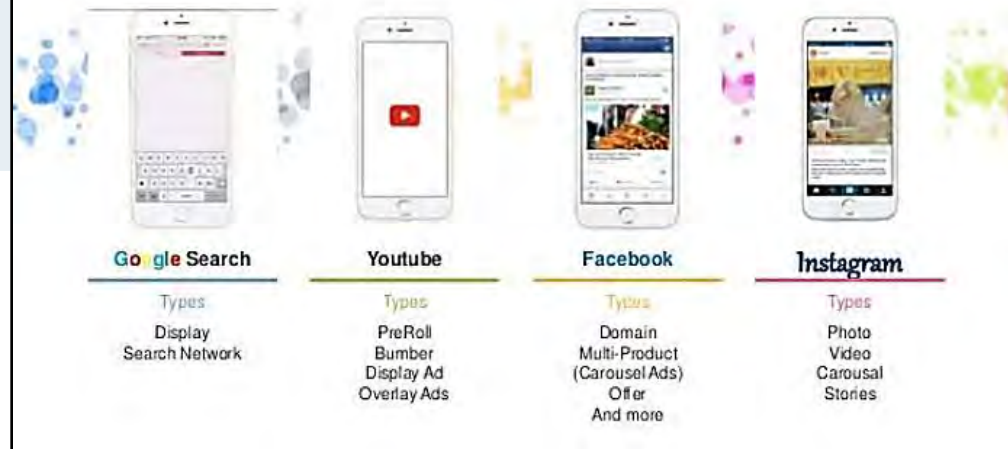 Google Search
Types
Display
Search Network
Youtube
Types
PreRoll
Bumber
Display Ad
Overlay Ads
Facebook
Types
Domain
Multi-Product
(Carousel Ads)
Offer
And more
Instagram
Types
Photo
Video
Carousal
Stories